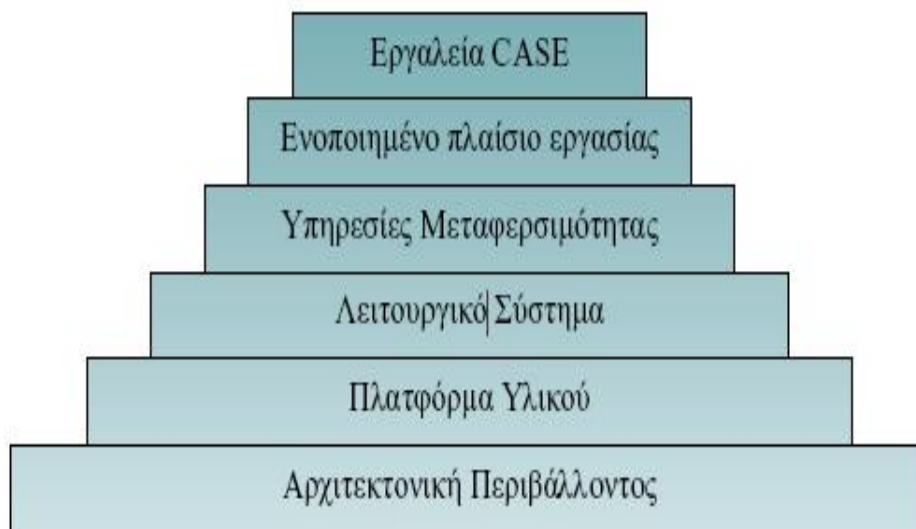 Εργαλεία CASE
Ενοποιημένο πλαίσιο εργασίας
Υπηρεσίες Μεταφερσιμότητας
Λειτουργικό Σύστημα
Πλατφόρμα Υλικού
Αρχιτεκτονική Περιβάλλοντος